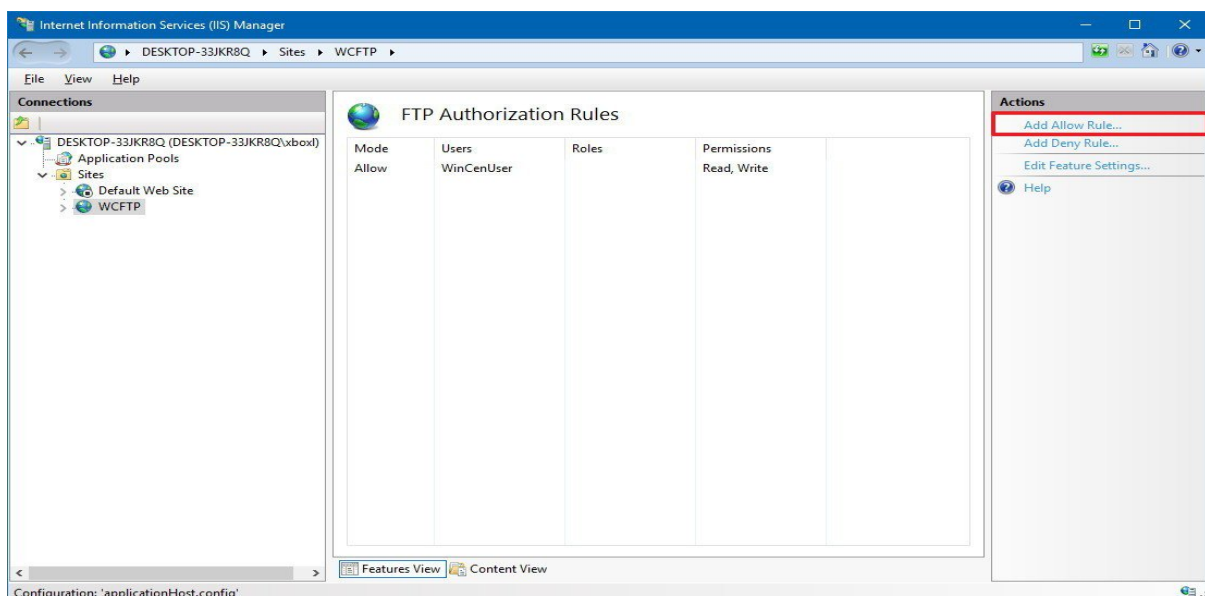 Internet Information Services (IIS) Manager
DESKTOP-33JKR8Q Sites WCFTP
File View Help
Connections
DESKTOP-33JKR8Q (DESKTOP-33JKR8Q\xboxl)
Application Pools
Sites
Default Web Site
WCFTP
FTP Authorization Rules
Mode Users Roles Permissions
Allow WinCenUser Read, Write
Features View Content View
Actions
Add Allow Rule...
Add Deny Rule...
Edit Feature Settings...
Help
Configuration: 'applicationHost.config'